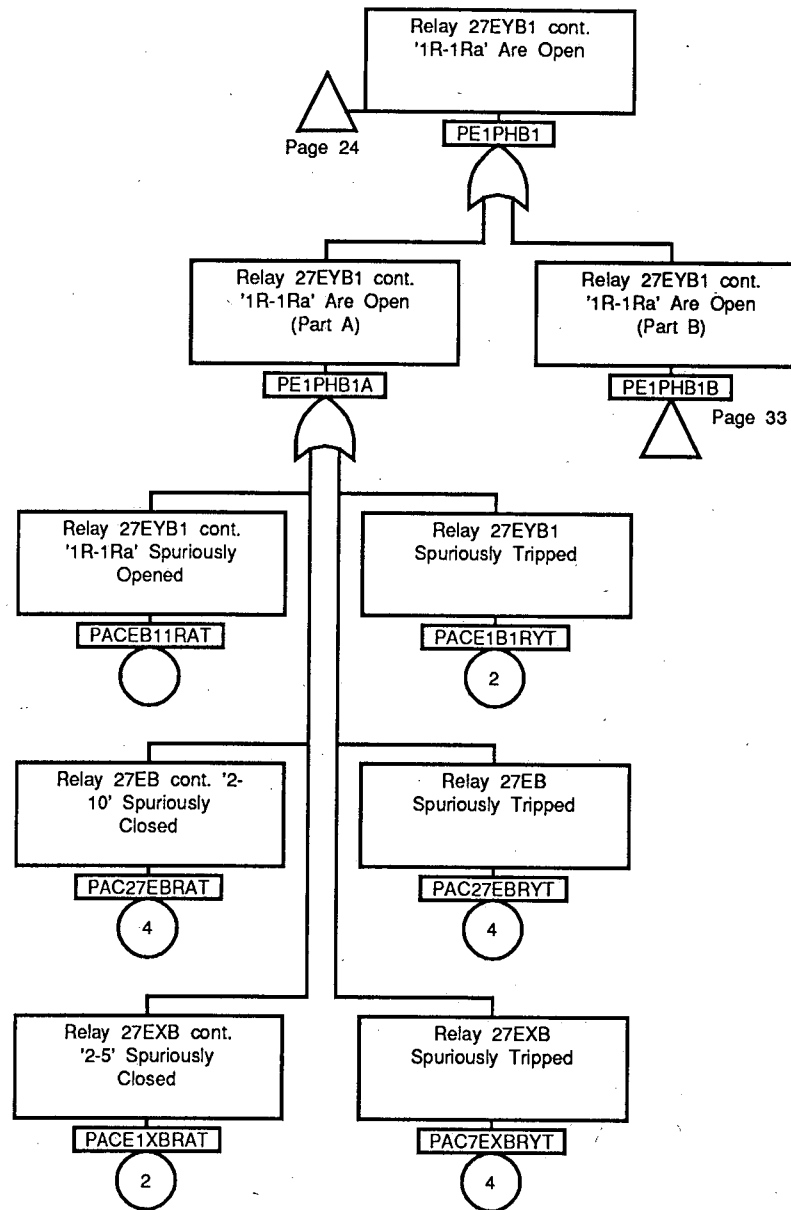 Relay 27EYB1 cont.
'1R-1Ra' Are Open
Page 24
PE1PHB1
Relay 27EYB1 cont.
'1R-1Ra' Are Open
(Part A)
PE1PHB1A
Relay 27EYB1 cont.
'1R-1Ra' Are Open
(Part B)
PE1PHB1B
Page 33
Relay 27EYB1 cont.
'1R-1Ra' Spuriously
Opened
PACEB11RAT
Relay 27EYB1
Spuriously Tripped
PACE1B1RYT
2
Relay 27EB cont. '2-
10' Spuriously
Closed
PAC27EBRAT
4
Relay 27EB
Spuriously Tripped
PAC27EBRYT
4
Relay 27EXB cont.
'2-5' Spuriously
Closed
PACE1XBRAT
2
Relay 27EXB
Spuriously Tripped
PAC7EXBRYT
4